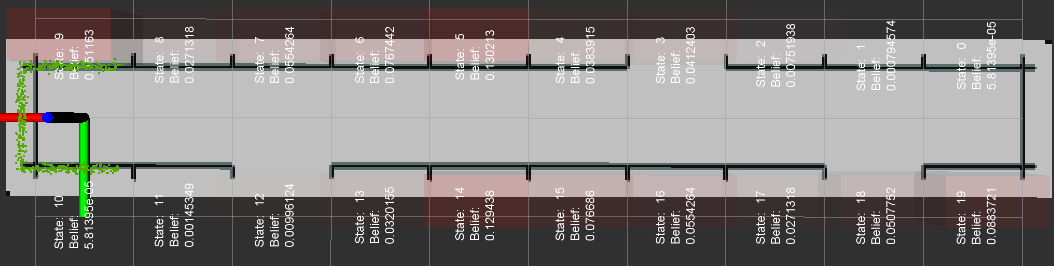 State:  9
Belief:
0.151163
State:  8
Belief:
0.0271318
State:  7
Belief:
0.0554264
State:  6
Belief:
0.0767442
State:  5
Belief:
0.130213
State:  4
Belief:
0.0383915
State:  3
Belief:
0.0412403
State:  2
Belief:
0.00751938
State:  1
Belief:
0.000794574
State:  0
Belief:
5.81395e-05
State:  10
Belief:
5.81395e-05
State:  11
Belief:
0.00145349
State:  12
Belief:
0.00996124
State:  13
Belief:
0.0320155
State:  14
Belief:
0.129438
State:  15
Belief:
0.076686
State:  16
Belief:
0.0554264
State:  17
Belief:
0.0271318
State:  18
Belief:
0.0507752
State:  19
Belief:
0.0883721